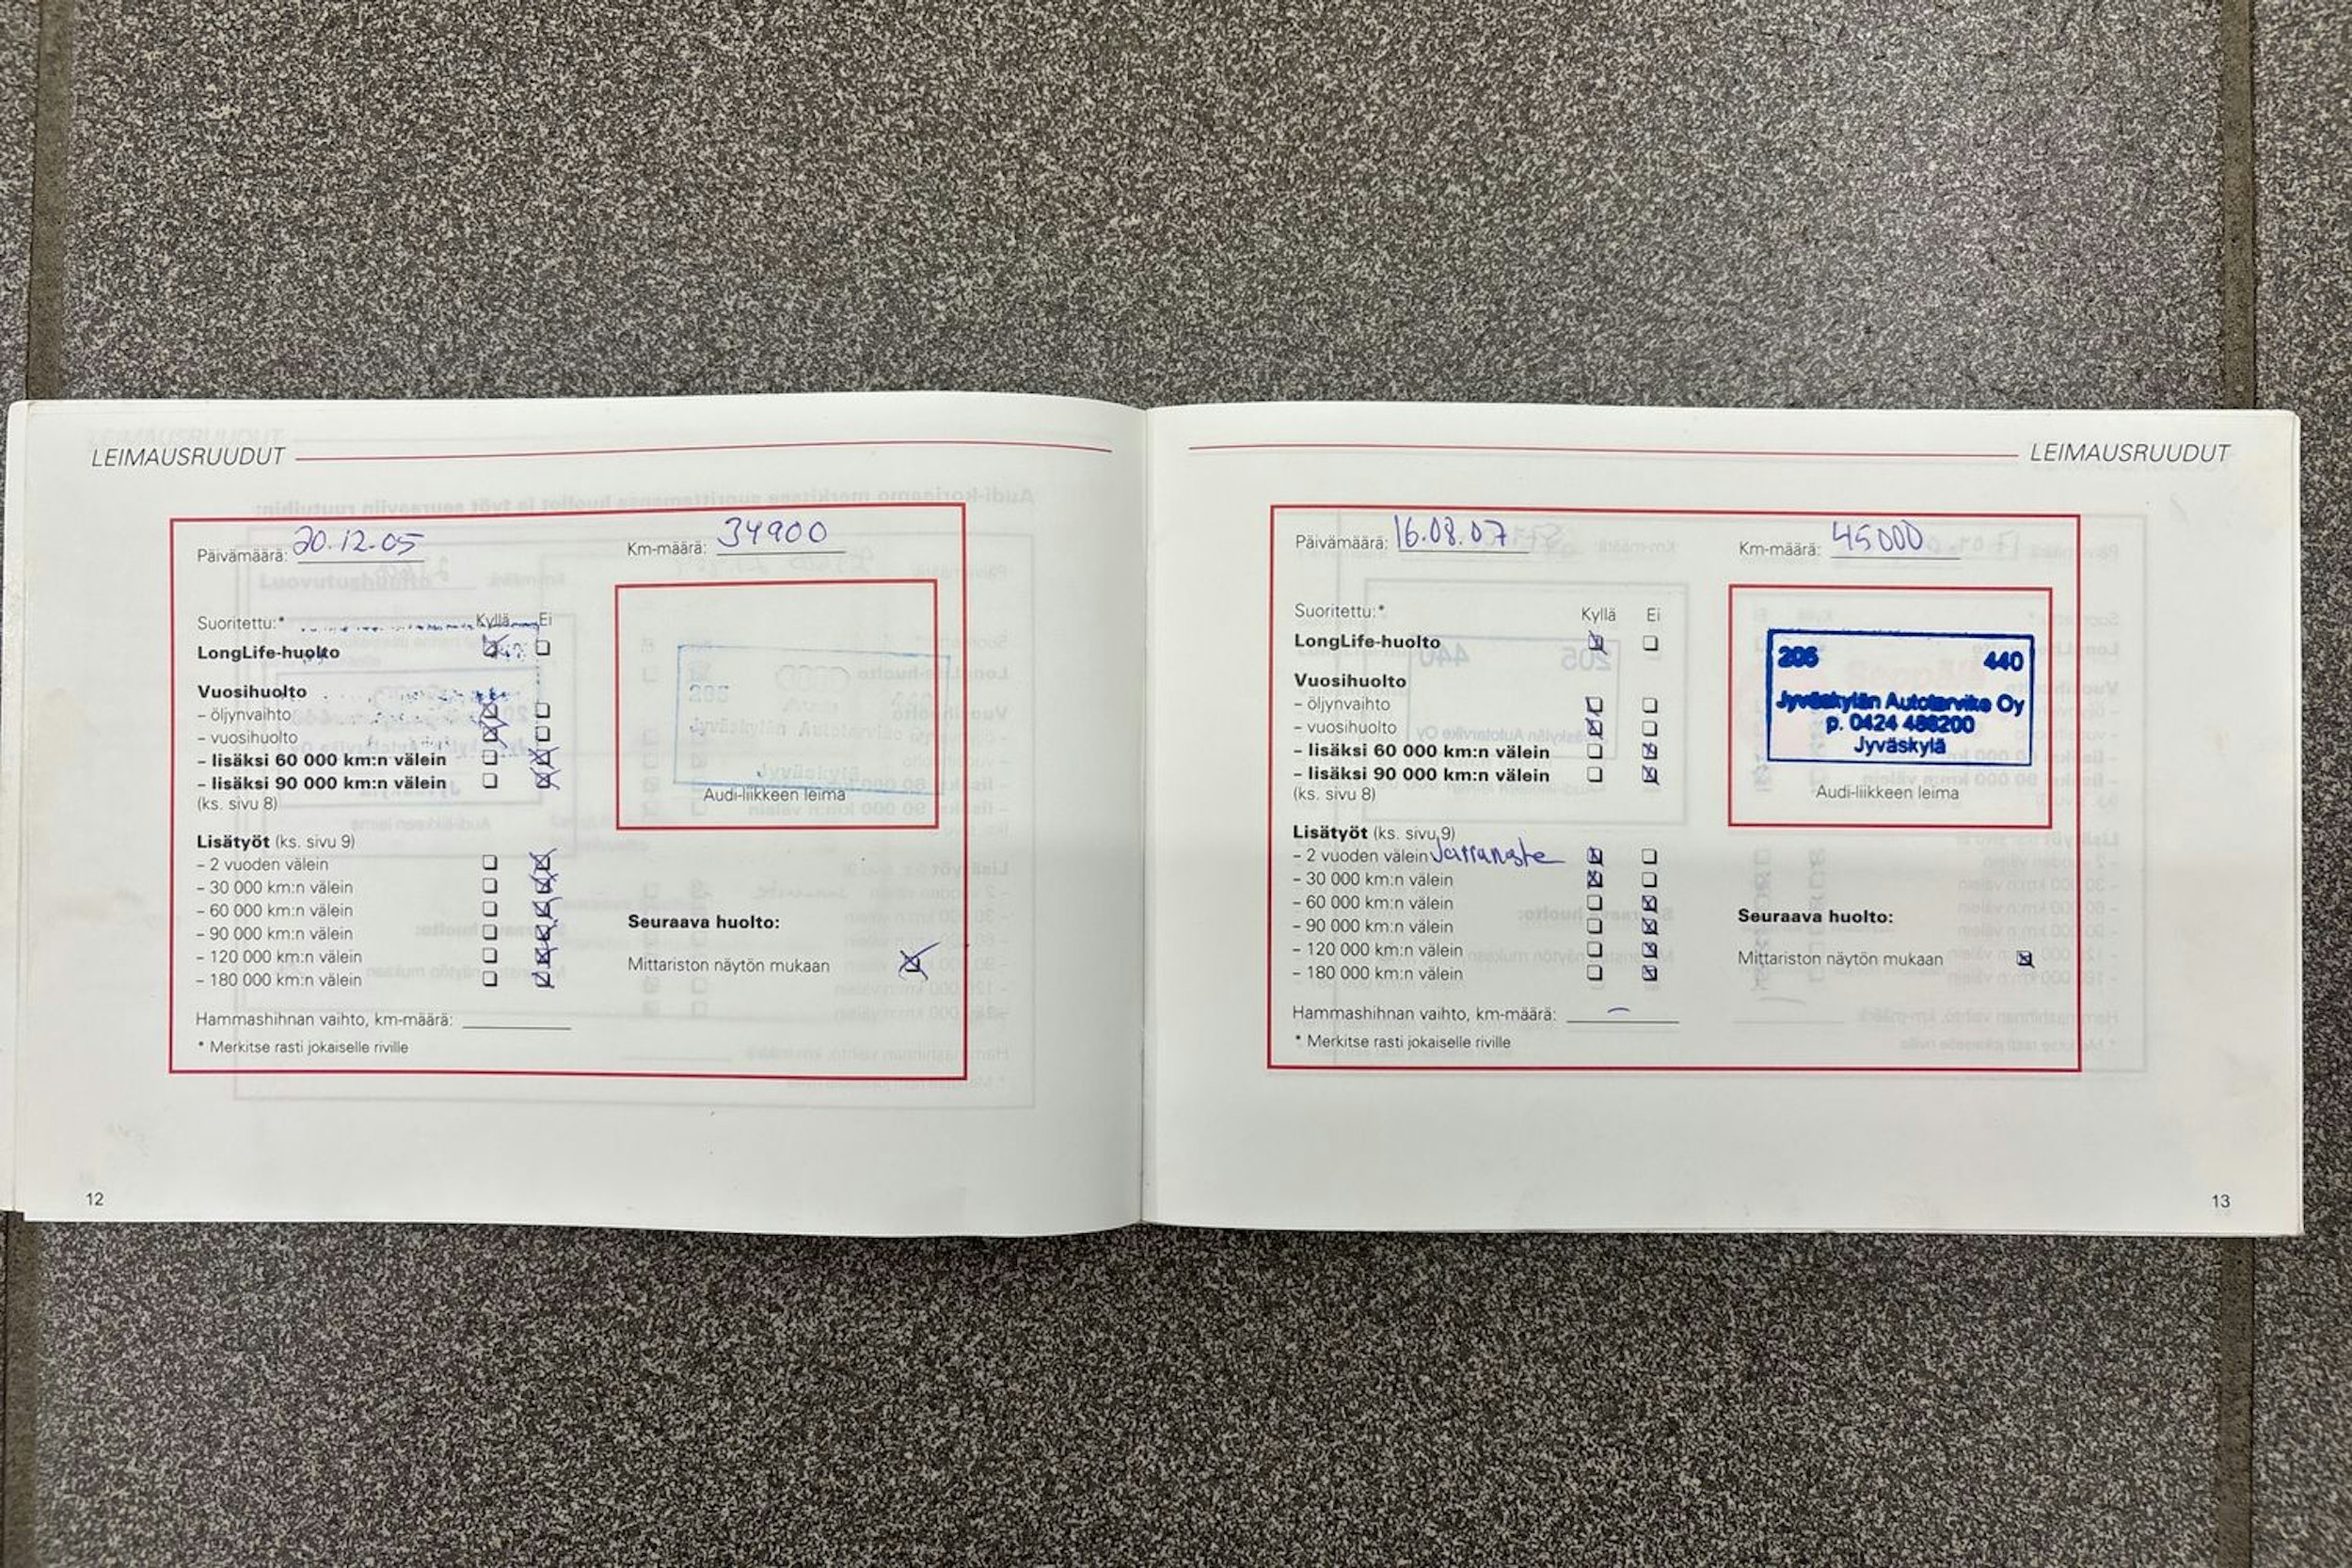 LEIMAUSRUUDUT
Päivämäärä: 20.12.05
Km-määrä: 34900
Suoritettu:* Kyllä Ei
LongLife-huolto
Vuosihuolto
- öljynvaihto
- vuosihuolto
- lisäksi 60 000 km:n välein
- lisäksi 90 000 km:n välein
(ks. sivu 8)
205
Jyväskylän Autotarvike
Jyväskylä
Audi-liikkeen leima
Lisätyöt (ks. sivu 9)
- 2 vuoden välein
- 30 000 km:n välein
- 60 000 km:n välein
- 90 000 km:n välein
- 120 000 km:n välein
- 180 000 km:n välein
Seuraava huolto:
Mittariston näytön mukaan
Hammashihnan vaihto, km-määrä:
* Merkitse rasti jokaiselle riville
12
LEIMAUSRUUDUT
Päivämäärä: 16.08.07
Km-määrä: 45000
Suoritettu:* Kyllä Ei
LongLife-huolto
Vuosihuolto
- öljynvaihto
- vuosihuolto
- lisäksi 60 000 km:n välein
- lisäksi 90 000 km:n välein
(ks. sivu 8)
205 440
Jyväskylän Autotarvike Oy
p. 0424 486200
Jyväskylä
Audi-liikkeen leima
Lisätyöt (ks. sivu 9)
- 2 vuoden välein Jarruneste
- 30 000 km:n välein
- 60 000 km:n välein
- 90 000 km:n välein
- 120 000 km:n välein
- 180 000 km:n välein
Seuraava huolto:
Mittariston näytön mukaan
Hammashihnan vaihto, km-määrä: –
* Merkitse rasti jokaiselle riville
13